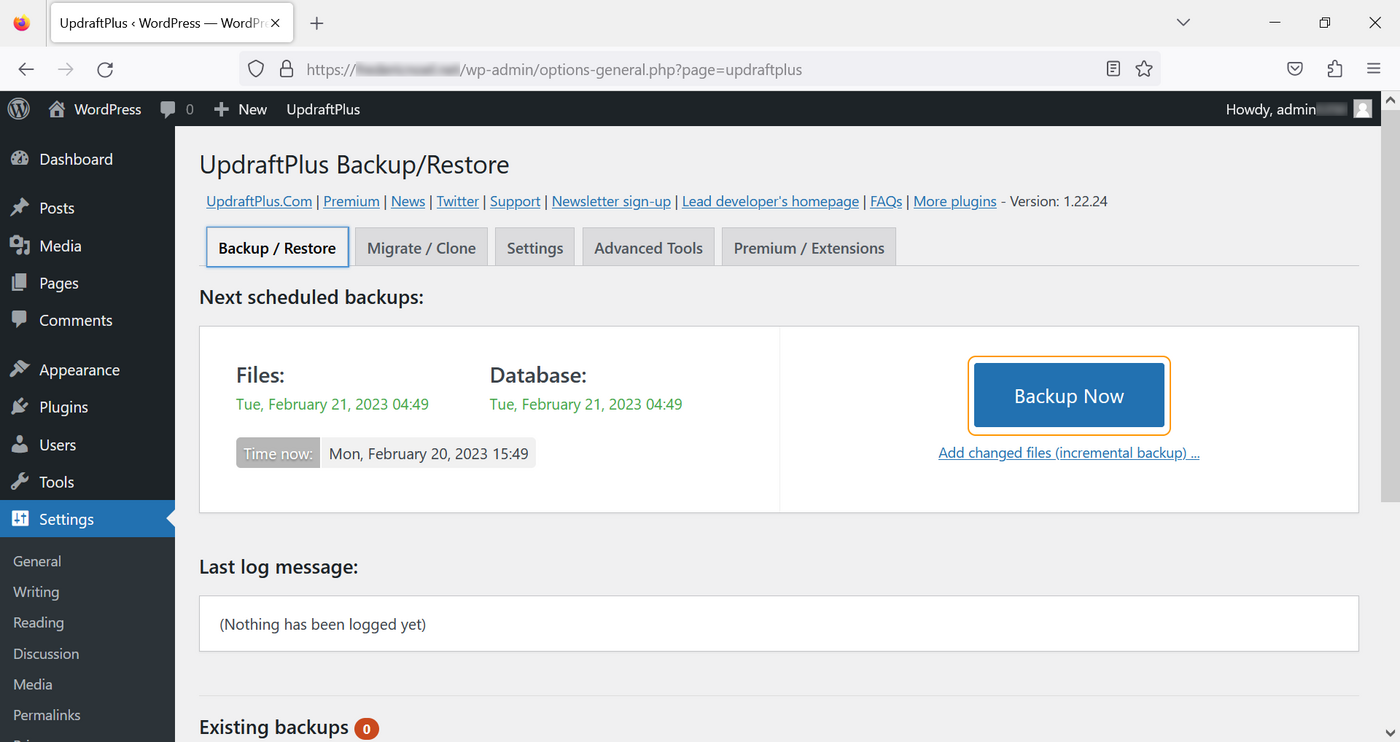 UpdraftPlus ‹ WordPress — WordPr
https:// /wp-admin/options-general.php?page=updraftplus
WordPress 0 New UpdraftPlus Howdy, admin
Dashboard
Posts
Media
Pages
Comments
Appearance
Plugins
Users
Tools
Settings
General
Writing
Reading
Discussion
Media
Permalinks
UpdraftPlus Backup/Restore
UpdraftPlus.Com | Premium | News | Twitter | Support | Newsletter sign-up | Lead developer's homepage | FAQs | More plugins - Version: 1.22.24
Backup / Restore Migrate / Clone Settings Advanced Tools Premium / Extensions
Next scheduled backups:
Files: Database:
Tue, February 21, 2023 04:49 Tue, February 21, 2023 04:49
Time now: Mon, February 20, 2023 15:49
Backup Now
Add changed files (incremental backup) ...
Last log message:
(Nothing has been logged yet)
Existing backups 0